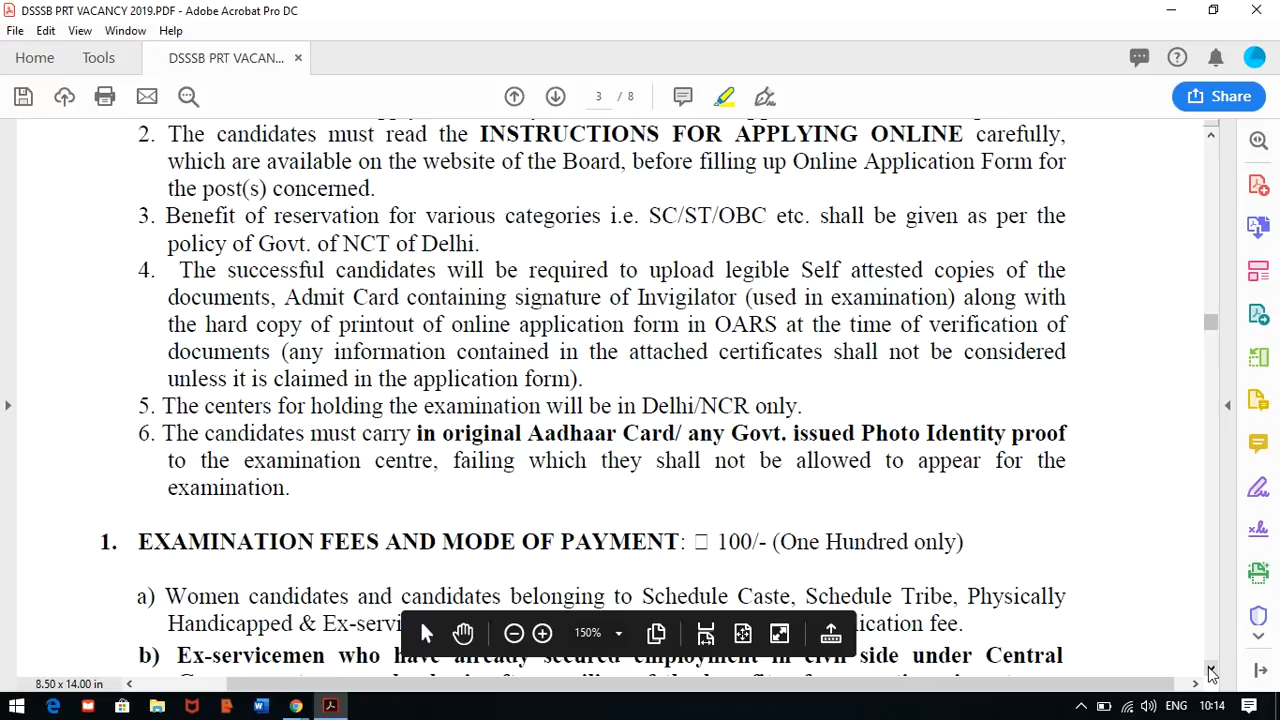 DSSSB PRT VACANCY 2019.PDF - Adobe Acrobat Pro DC
File Edit View Window Help
Home Tools DSSSB PRT VACAN... ×
3 / 8
Share
2. The candidates must read the INSTRUCTIONS FOR APPLYING ONLINE carefully,
which are available on the website of the Board, before filling up Online Application Form for
the post(s) concerned.
3. Benefit of reservation for various categories i.e. SC/ST/OBC etc. shall be given as per the
policy of Govt. of NCT of Delhi.
4. The successful candidates will be required to upload legible Self attested copies of the
documents, Admit Card containing signature of Invigilator (used in examination) along with
the hard copy of printout of online application form in OARS at the time of verification of
documents (any information contained in the attached certificates shall not be considered
unless it is claimed in the application form).
5. The centers for holding the examination will be in Delhi/NCR only.
6. The candidates must carry in original Aadhaar Card/ any Govt. issued Photo Identity proof
to the examination centre, failing which they shall not be allowed to appear for the
examination.
1. EXAMINATION FEES AND MODE OF PAYMENT: □ 100/- (One Hundred only)
a) Women candidates and candidates belonging to Schedule Caste, Schedule Tribe, Physically
Handicapped & fee.
150%
b) Ex-servicemen who have already secured employment in civil side under Central
8.50 x 14.00 in
ENG 10:14